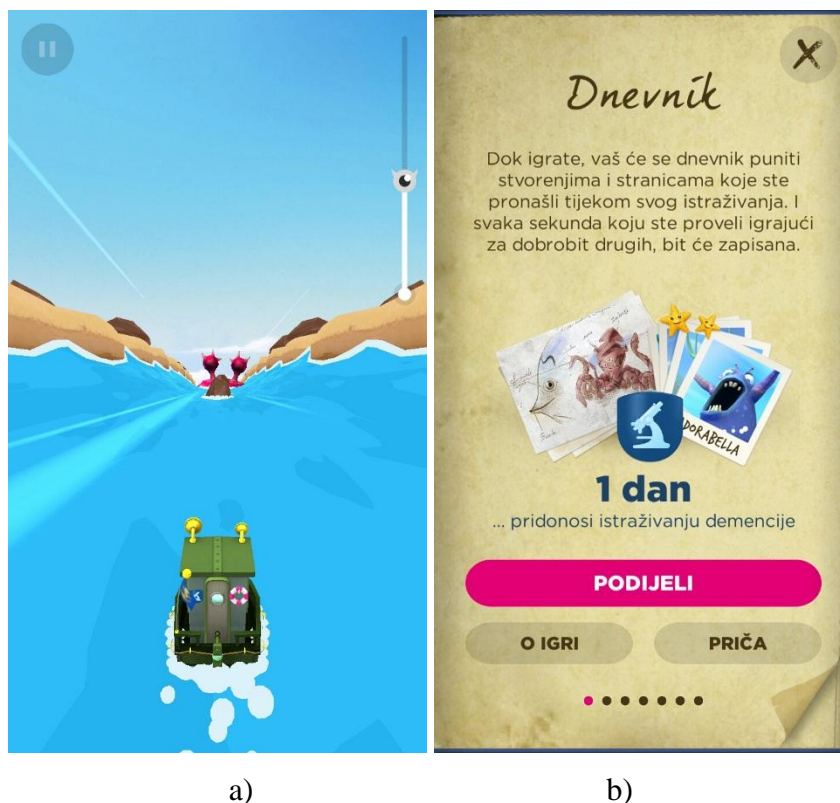 Dnevnik
Dok igrate, vaš će se dnevnik puniti
stvorenjima i stranicama koje ste
pronašli tijekom svog istraživanja. I
svaka sekunda koju ste proveli igrajući
za dobrobit drugih, bit će zapisana.
1 dan
... pridonosi istraživanju demencije
PODIJELI
O IGRI
PRIČA
a)
b)